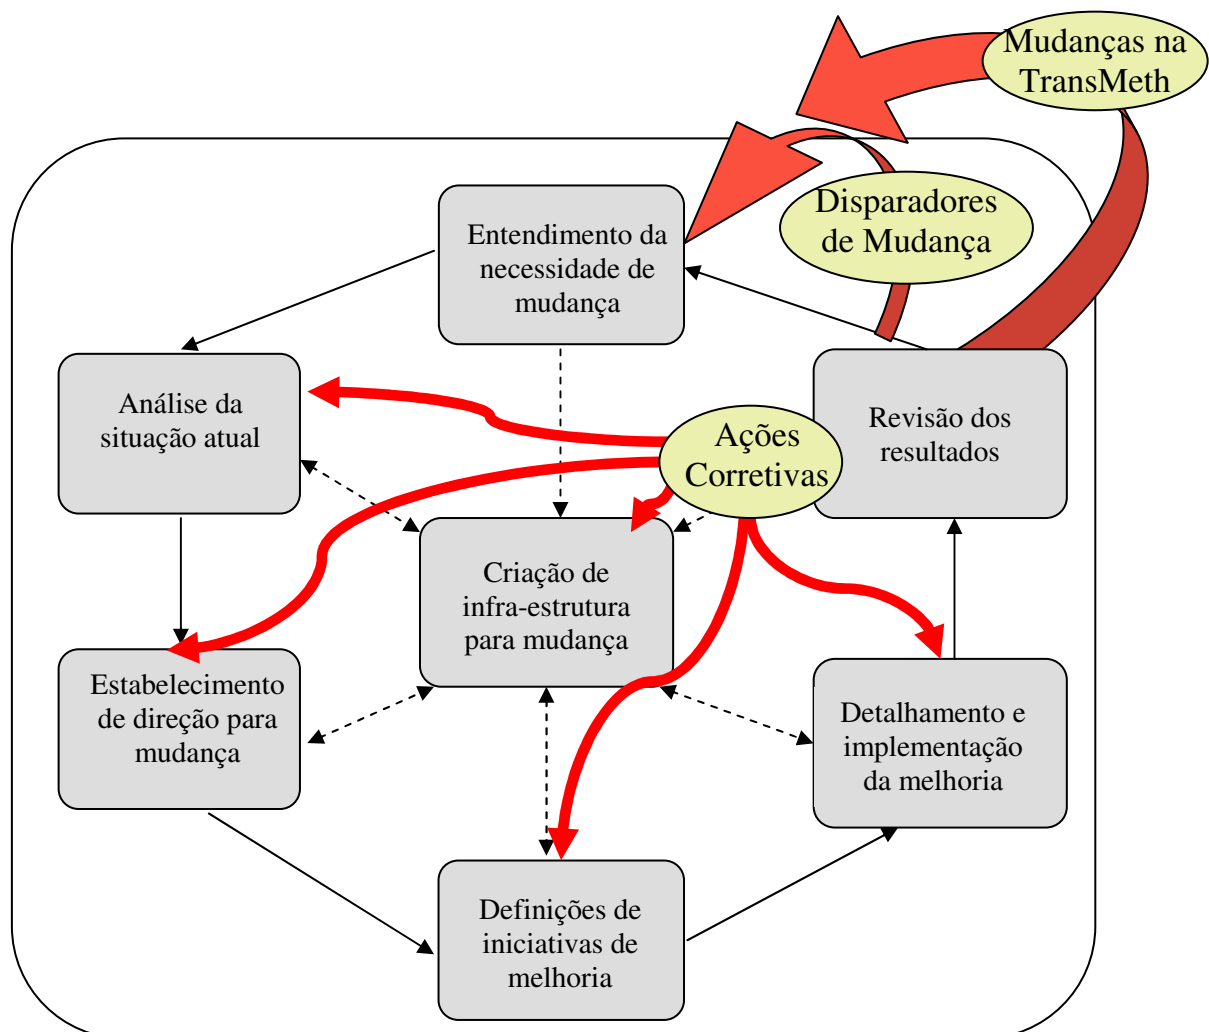 Mudanças na
TransMeth
Disparadores
de Mudança
Entendimento da
necessidade de
mudança
Análise da
situação atual
Ações
Corretivas
Revisão dos
resultados
Criação de
infra-estrutura
para mudança
Estabelecimento
de direção para
mudança
Detalhamento e
implementação
da melhoria
Definições de
iniciativas de
melhoria